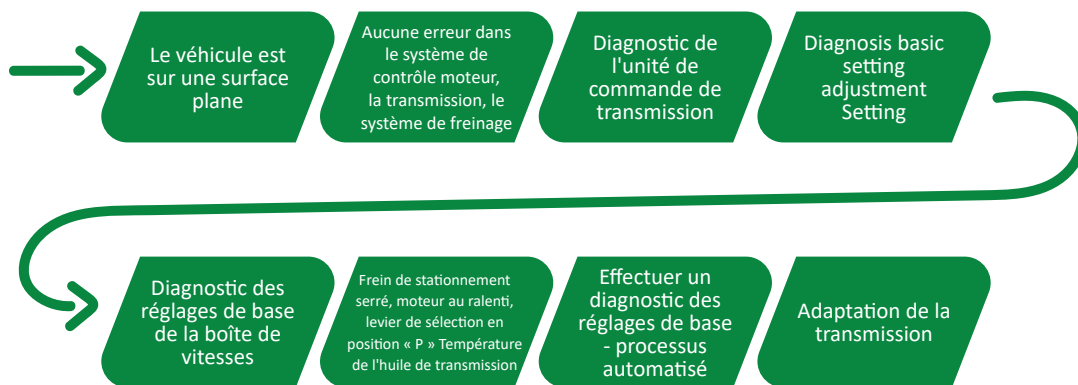 Le véhicule est
sur une surface
plane
Aucune erreur dans
le système de
contrôle moteur,
la transmission, le
système de freinage
Diagnostic de
l'unité de
commande de
transmission
Diagnosis basic
setting
adjustment
Setting
Diagnostic des
réglages de base
de la boîte de
vitesses
Frein de stationnement
serré, moteur au ralenti,
levier de sélection en
position « P » Température
de l'huile de transmission
Effectuer un
diagnostic des
réglages de base
- processus
automatisé
Adaptation de la
transmission